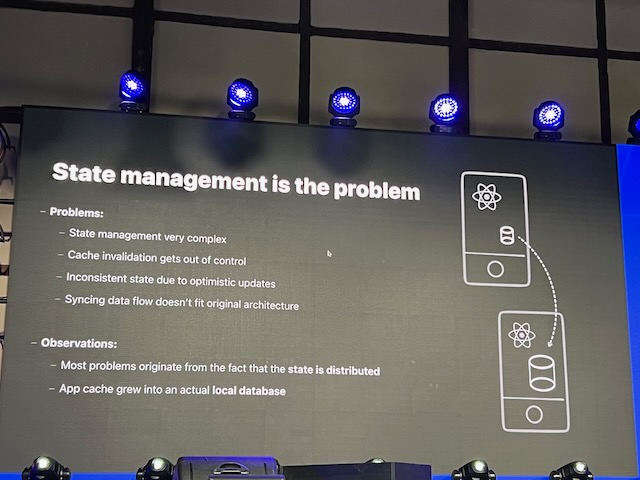 State management is the problem
– Problems:
– State management very complex
– Cache invalidation gets out of control
– Inconsistent state due to optimistic updates
– Syncing data flow doesn't fit original architecture
– Observations:
– Most problems originate from the fact that the state is distributed
– App cache grew into an actual local database